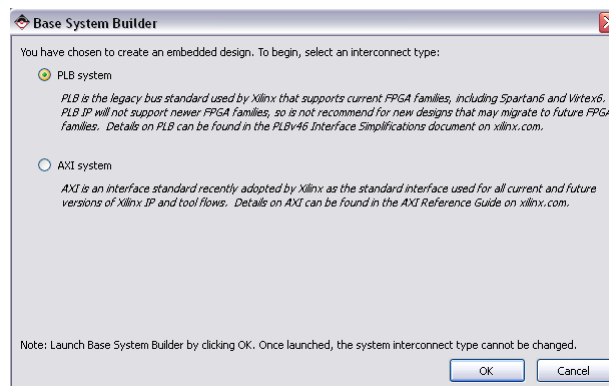 Base System Builder
You have chosen to create an embedded design. To begin, select an interconnect type:
PLB system
PLB is the legacy bus standard used by Xilinx that supports current FPGA families, including Spartan6 and Virtex6.
PLB IP will not support newer FPGA families, so is not recommend for new designs that may migrate to future FPGA
families. Details on PLB can be found in the PLBv46 Interface Simplifications document on xilinx.com.
AXI system
AXI is an interface standard recently adopted by Xilinx as the standard interface used for all current and future
versions of Xilinx IP and tool flows. Details on AXI can be found in the AXI Reference Guide on xilinx.com.
Note: Launch Base System Builder by clicking OK. Once launched, the system interconnect type cannot be changed.
OK Cancel